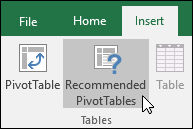 File Home Insert
PivotTable Recommended Table
PivotTables
Tables